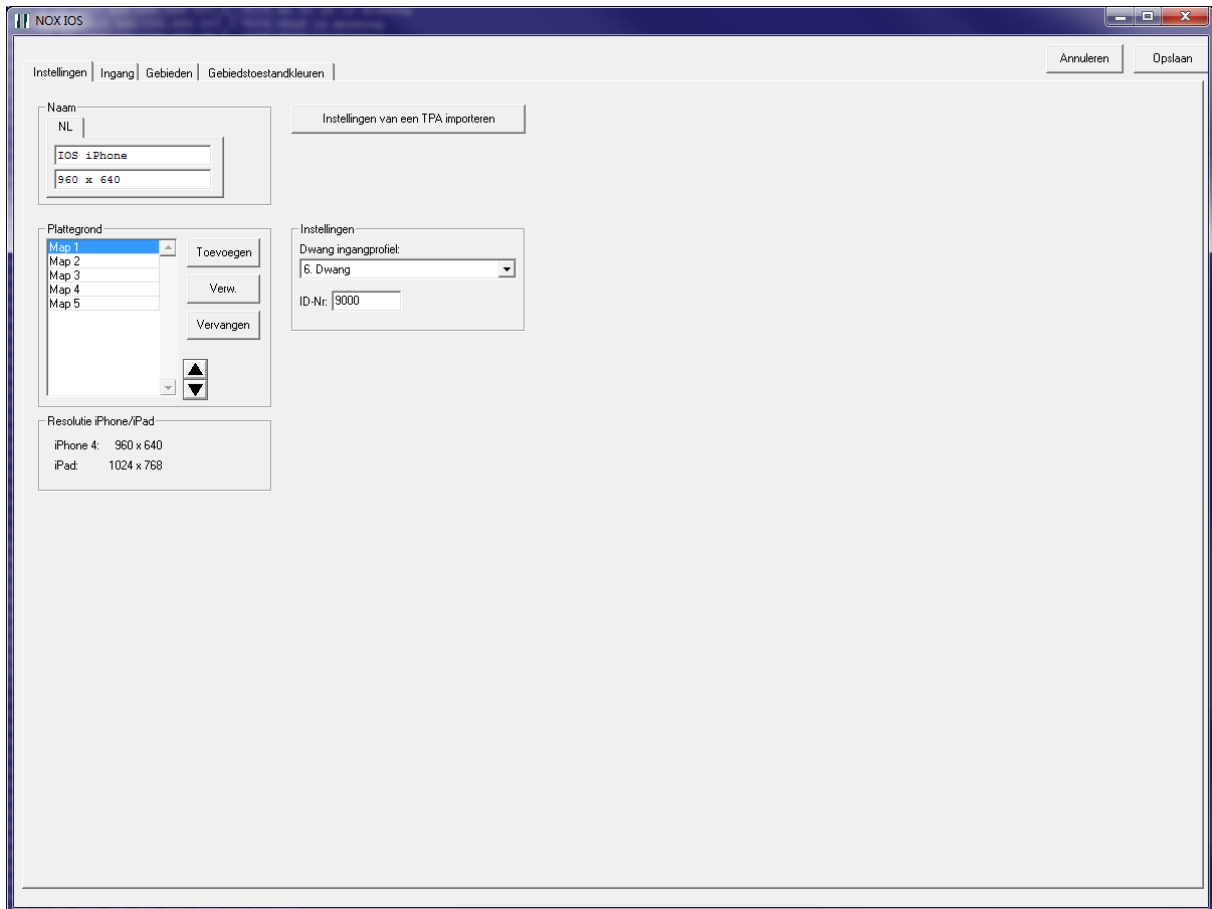 NOX IOS
Annuleren
Opslaan
Instellingen
Ingang
Gebieden
Gebiedstoestandkleuren
Naam
NL
IOS iPhone
960 x 640
Instellingen van een TPA importeren
Plattegrond
Map 1
Map 2
Map 3
Map 4
Map 5
Toevoegen
Verw.
Vervangen
Instellingen
Dwang ingangprofiel:
6. Dwang
ID-Nr: 9000
Resolutie iPhone/iPad
iPhone 4: 960 x 640
iPad: 1024 x 768